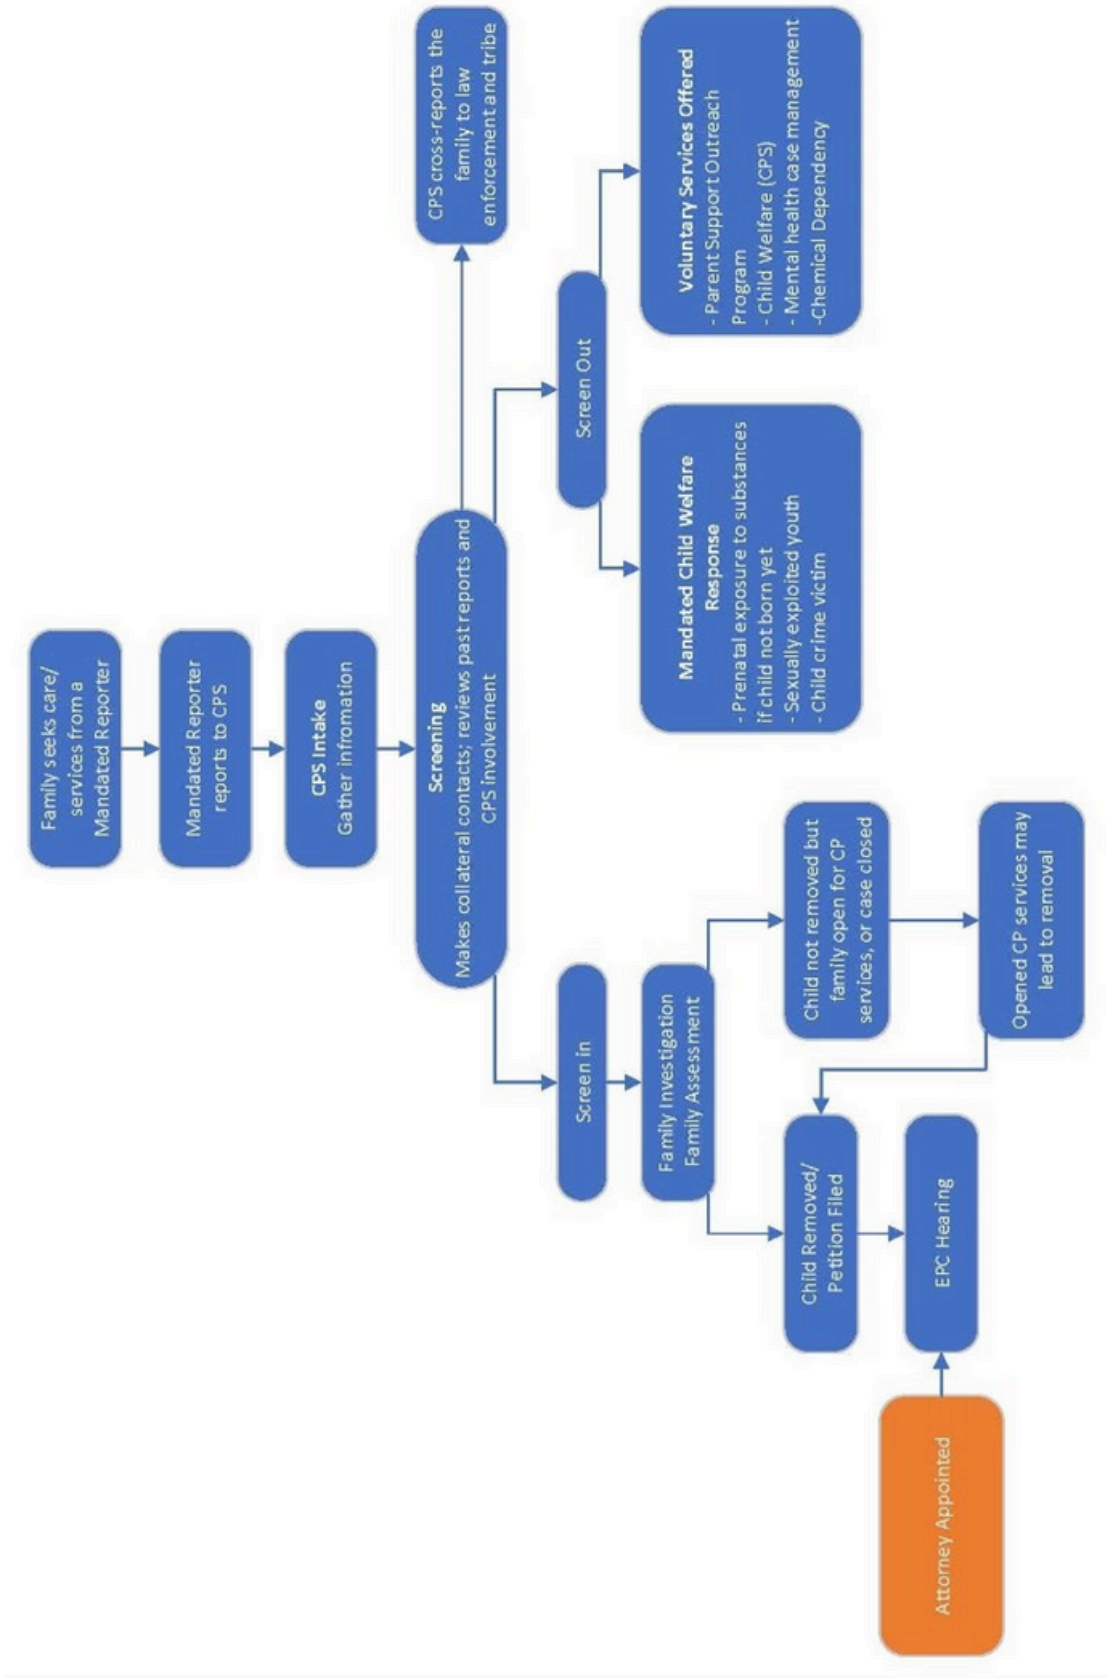 Family seeks care/
services from a
Mandated Reporter
Mandated Reporter
reports to CPS
CPS Intake
Gather infromation
Screening
Makes collateral contacts; reviews past reports and
CPS involvement
CPS cross-reports the
family to law
enforcement and tribe
Screen in
Screen Out
Family Investigation
Family Assessment
Mandated Child Welfare
Response
- Prenatal exposure to substances
if child not born yet
- Sexually exploited youth
- Child crime victim
Voluntary Services Offered
- Parent Support Outreach
Program
- Child Welfare (CPS)
- Mental health case management
-Chemical Dependency
Child Removed/
Petition Filed
Child not removed but
family open for CP
services, or case closed
Attorney Appointed
EPC Hearing
Opened CP services may
lead to removal